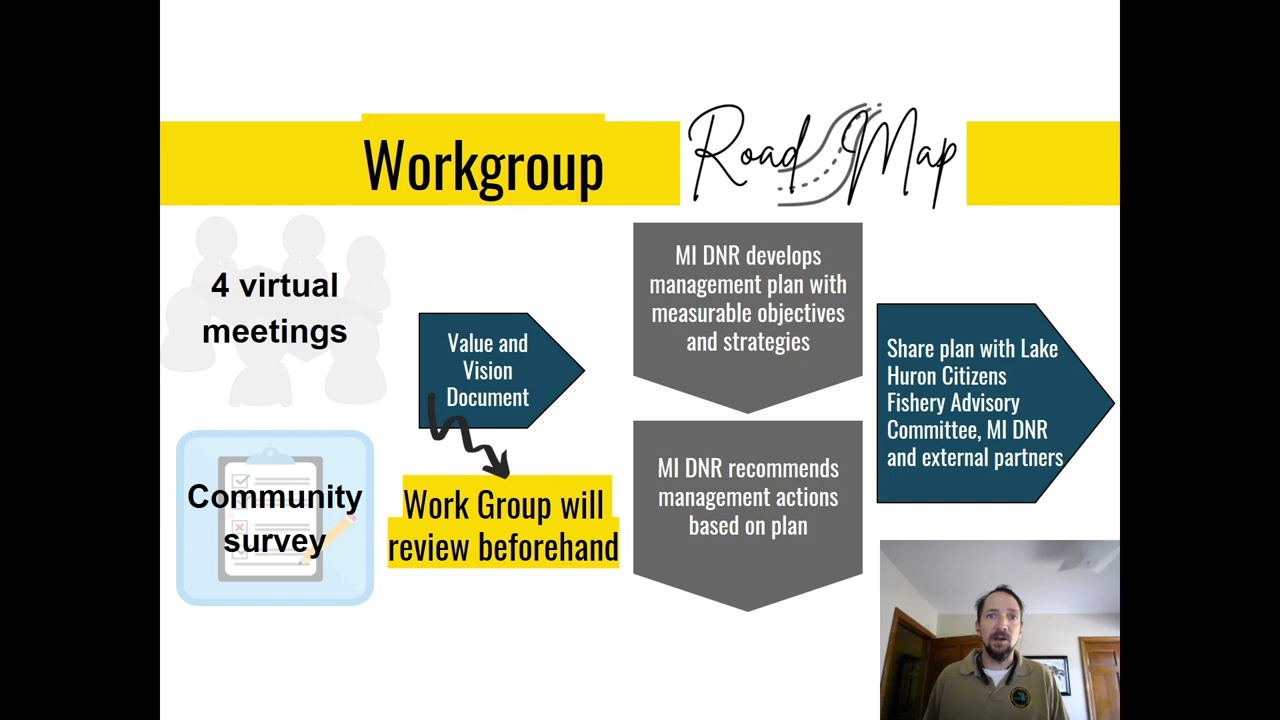 Workgroup
Road Map
4 virtual
meetings
Community
survey
Value and
Vision
Document
Work Group will
review beforehand
MI DNR develops
management plan with
measurable objectives
and strategies
MI DNR recommends
management actions
based on plan
Share plan with Lake
Huron Citizens
Fishery Advisory
Committee, MI DNR
and external partners